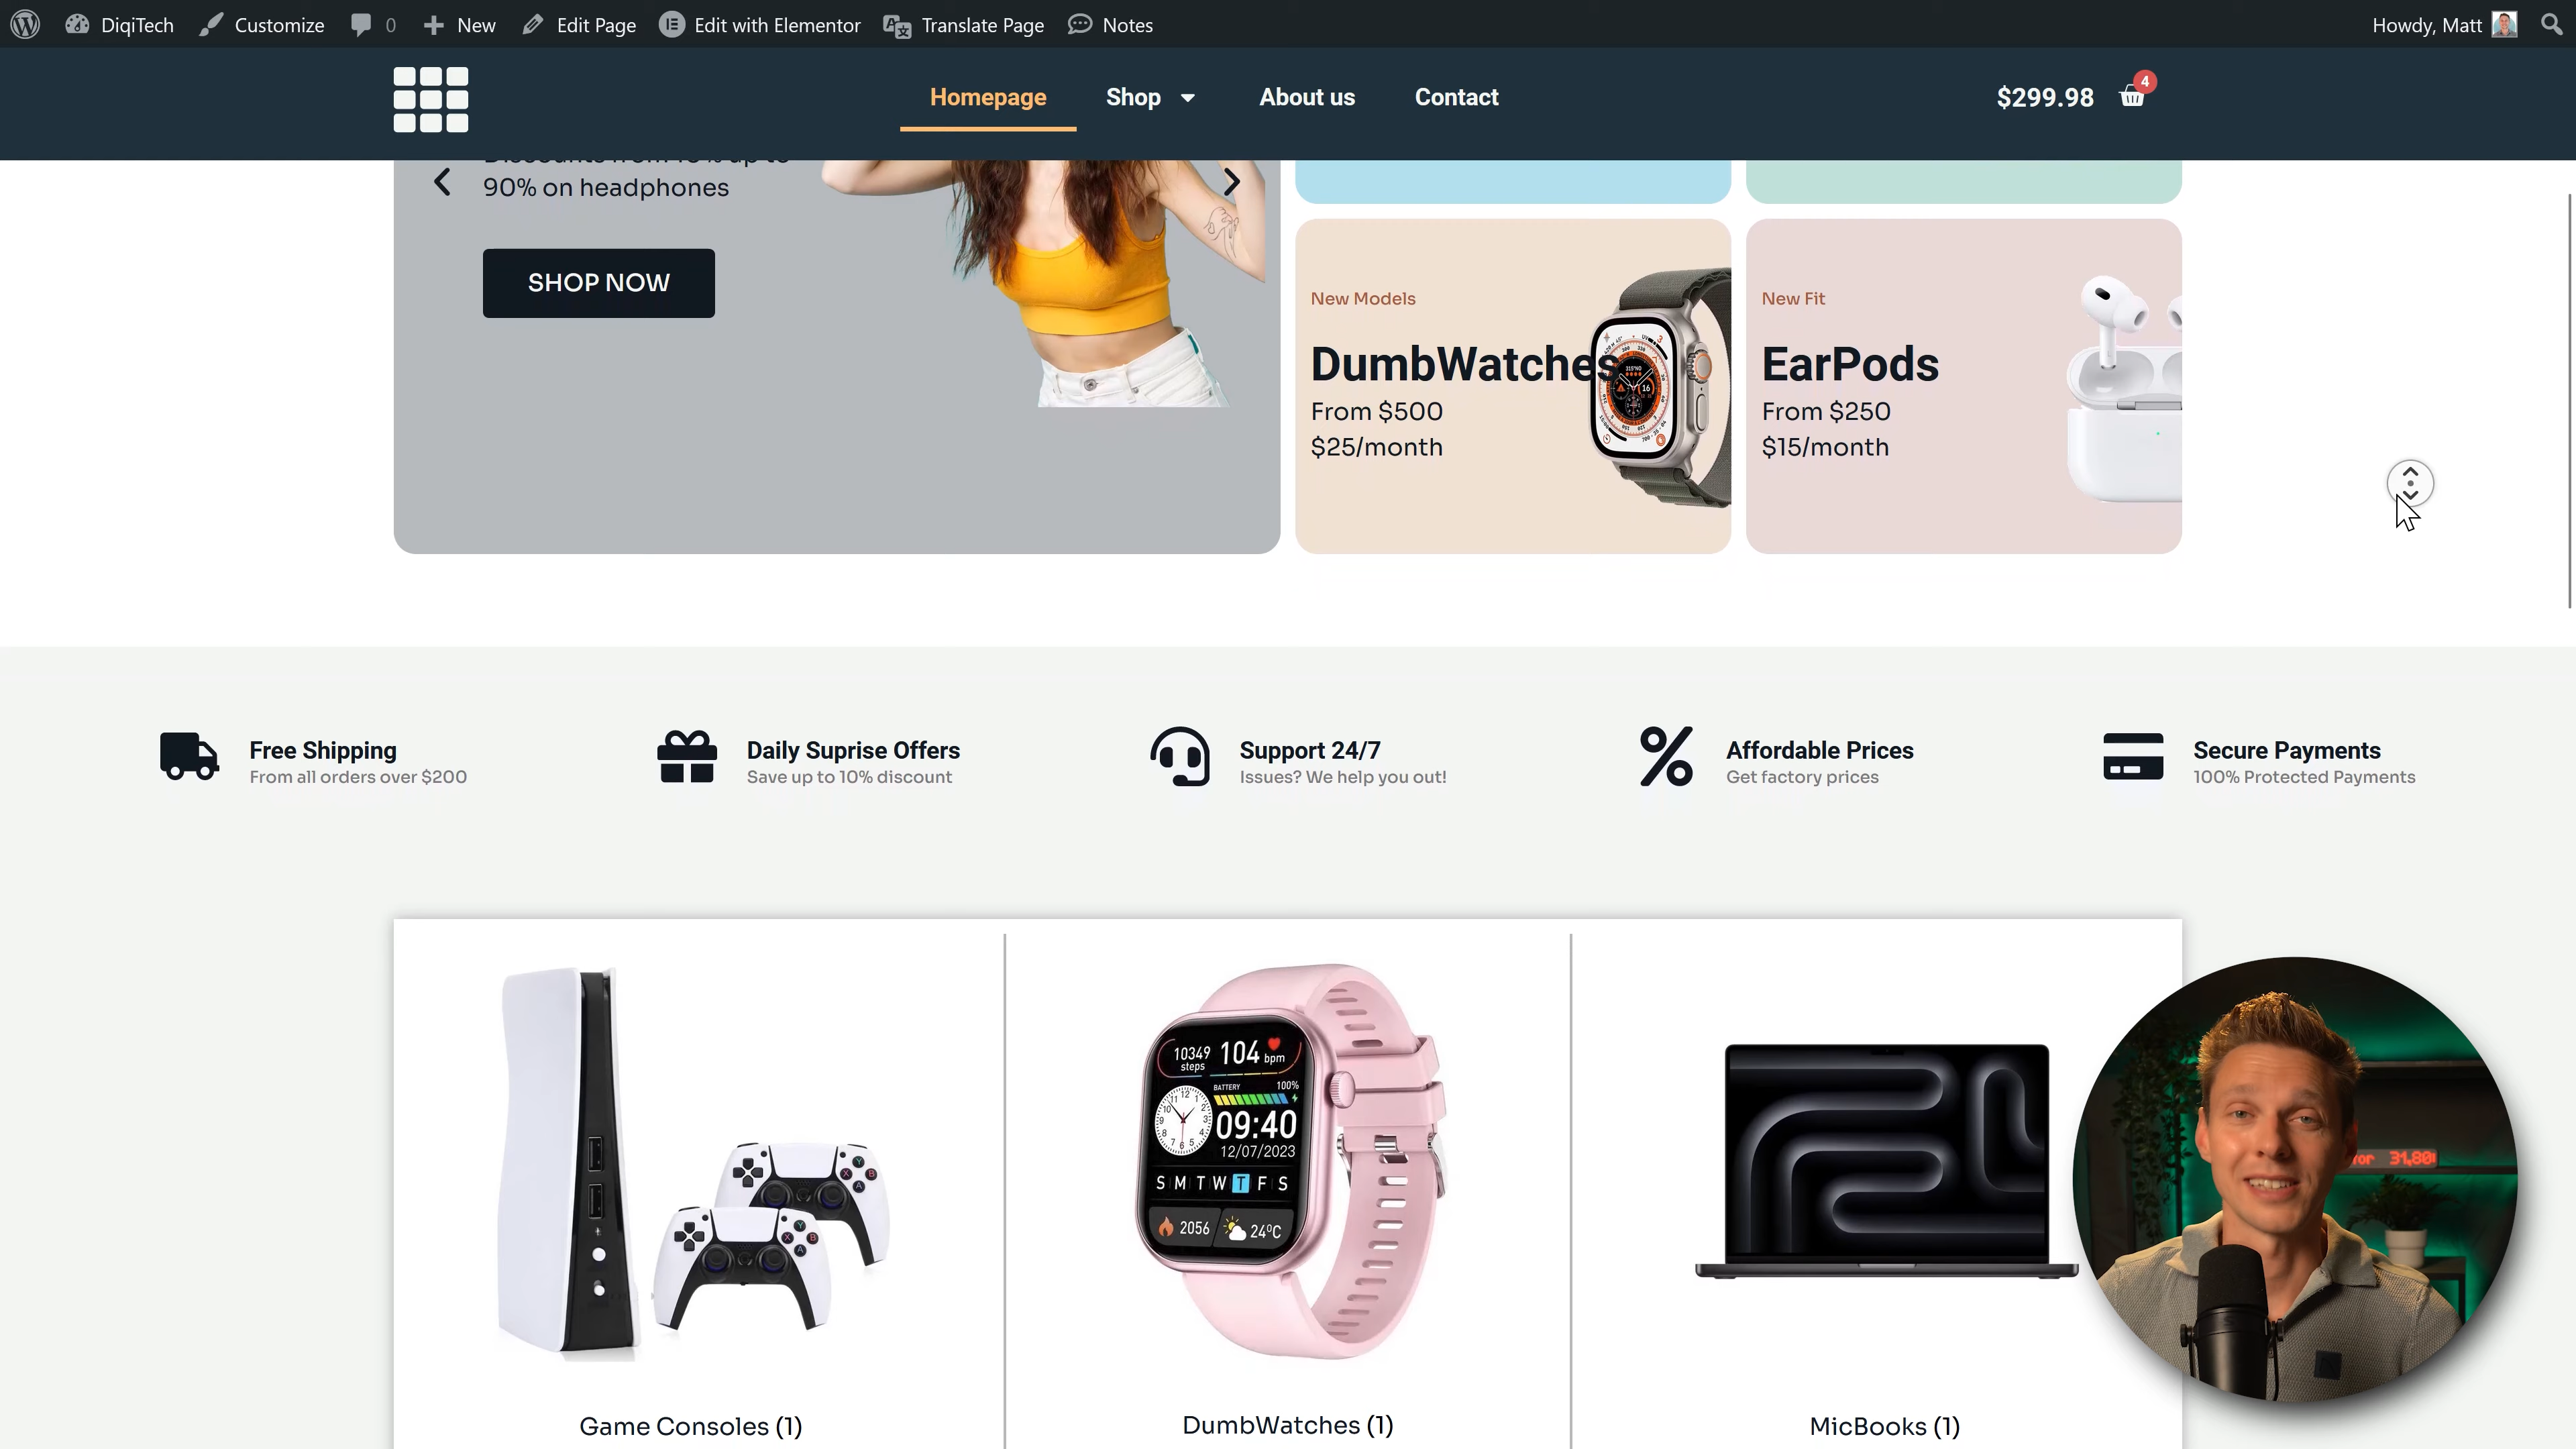 DiqiTech Customize 0 New Edit Page Edit with Elementor Translate Page Notes Howdy, Matt
Homepage Shop About us Contact $299.98 4
90% on headphones
SHOP NOW
New Models
DumbWatches
From $500
$25/month
New Fit
EarPods
From $250
$15/month
Free Shipping
From all orders over $200
Daily Suprise Offers
Save up to 10% discount
Support 24/7
Issues? We help you out!
Affordable Prices
Get factory prices
Secure Payments
100% Protected Payments
10349 104 bpm
steps
BATTERY 100%
09:40
12/07/2023
S M T W T F S
2056 24°C
Game Consoles (1)
DumbWatches (1)
MicBooks (1)